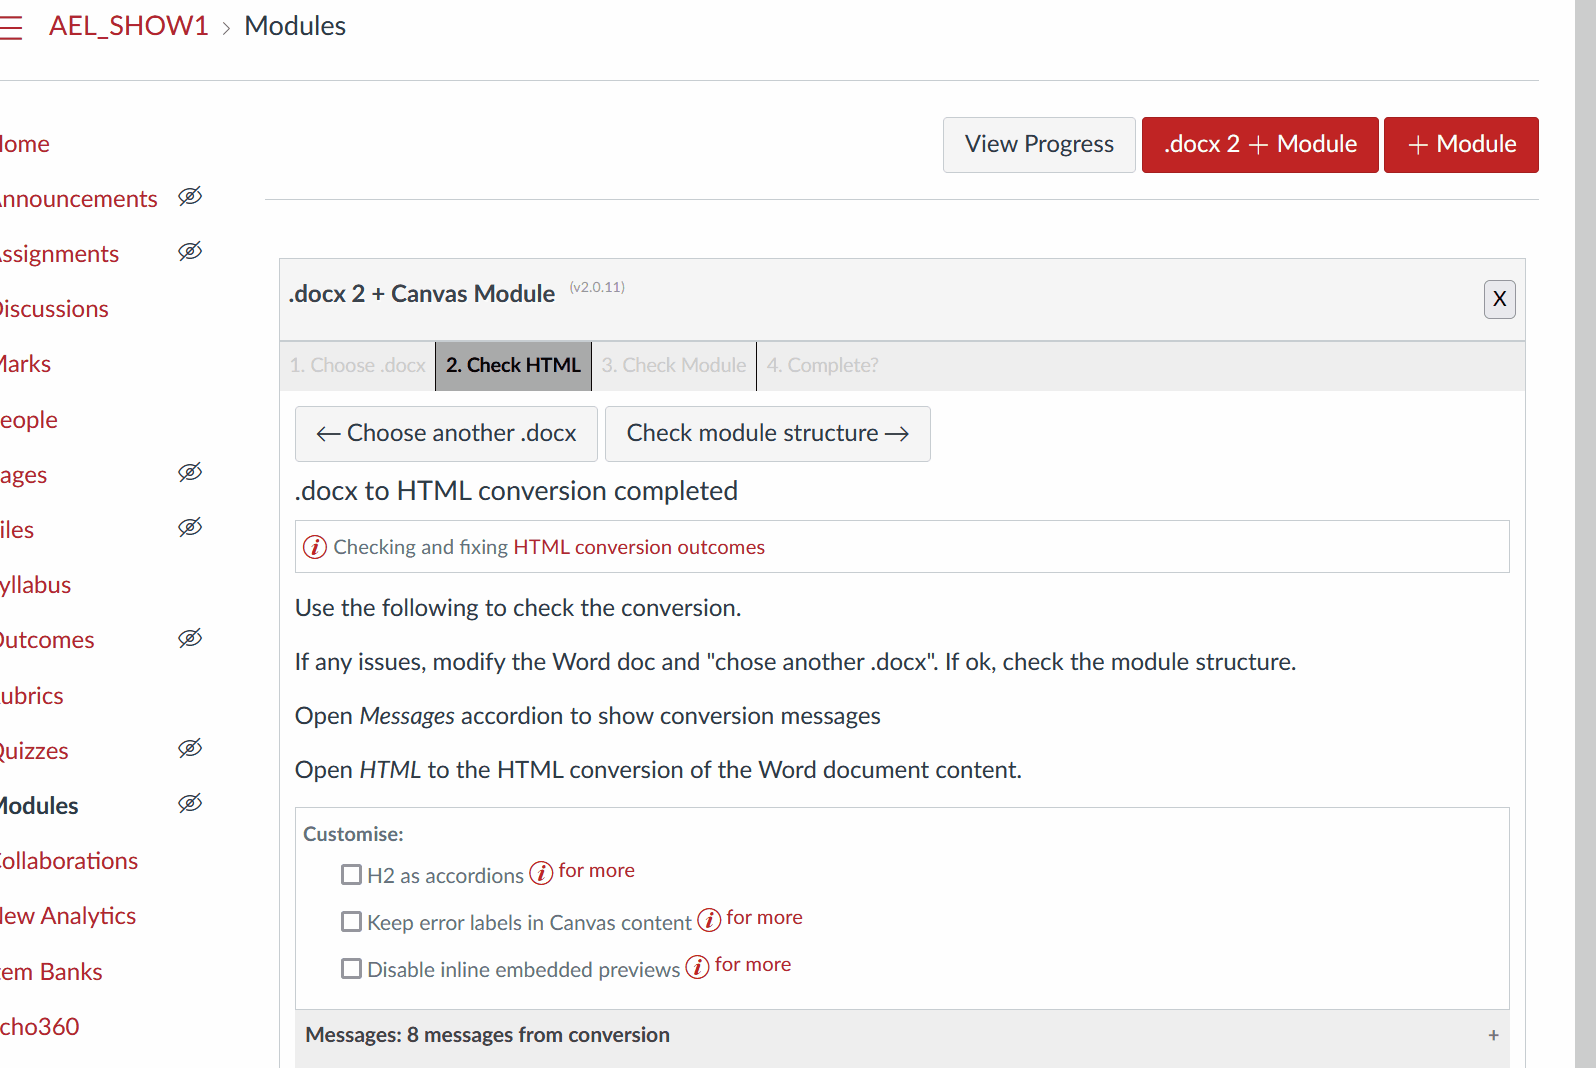 AEL_SHOW1 › Modules
View Progress
.docx 2 + Module
+ Module
ome
nnouncements
ssignments
iscussions
arks
eople
ages
iles
yllabus
utcomes
ubrics
uizzes
odules
ollaborations
ew Analytics
em Banks
cho360
.docx 2 + Canvas Module (v2.0.11)
X
1. Choose .docx 2. Check HTML 3. Check Module 4. Complete?
← Choose another .docx Check module structure →
.docx to HTML conversion completed
i Checking and fixing HTML conversion outcomes
Use the following to check the conversion.
If any issues, modify the Word doc and "chose another .docx". If ok, check the module structure.
Open Messages accordion to show conversion messages
Open HTML to the HTML conversion of the Word document content.
Customise:
H2 as accordions i for more
Keep error labels in Canvas content i for more
Disable inline embedded previews i for more
Messages: 8 messages from conversion +